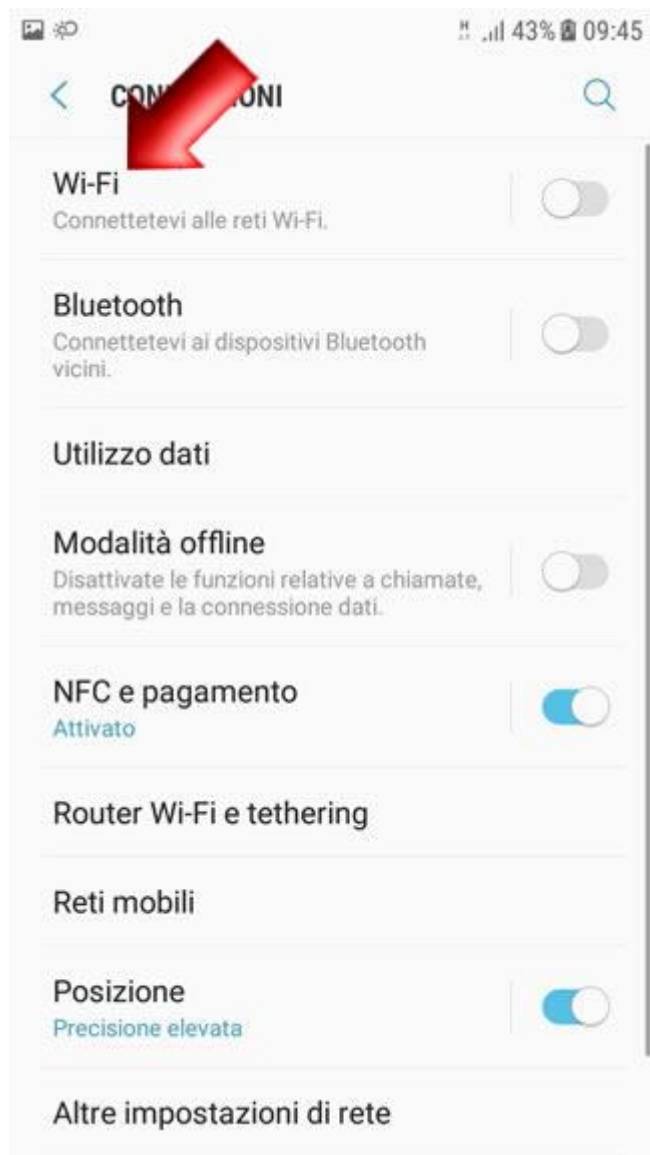 43% 09:45
Wi-Fi
Connettetevi alle reti Wi-Fi.
Bluetooth
Connettetevi ai dispositivi Bluetooth
vicini.
Utilizzo dati
Modalità offline
Disattivate le funzioni relative a chiamate,
messaggi e la connessione dati.
NFC e pagamento
Attivato
Router Wi-Fi e tethering
Reti mobili
Posizione
Precisione elevata
Altre impostazioni di rete